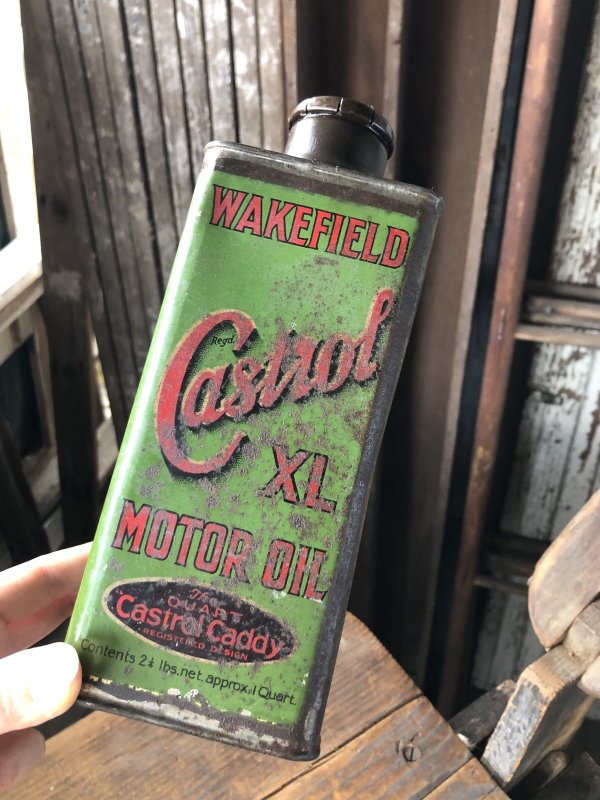 WAKEFIELD
Regd.
Castrol
XL
MOTOR OIL
The
QUART
"Castrol Caddy"
REGISTERED DESIGN
Contents 2¼ lbs.net.approx.1 Quart